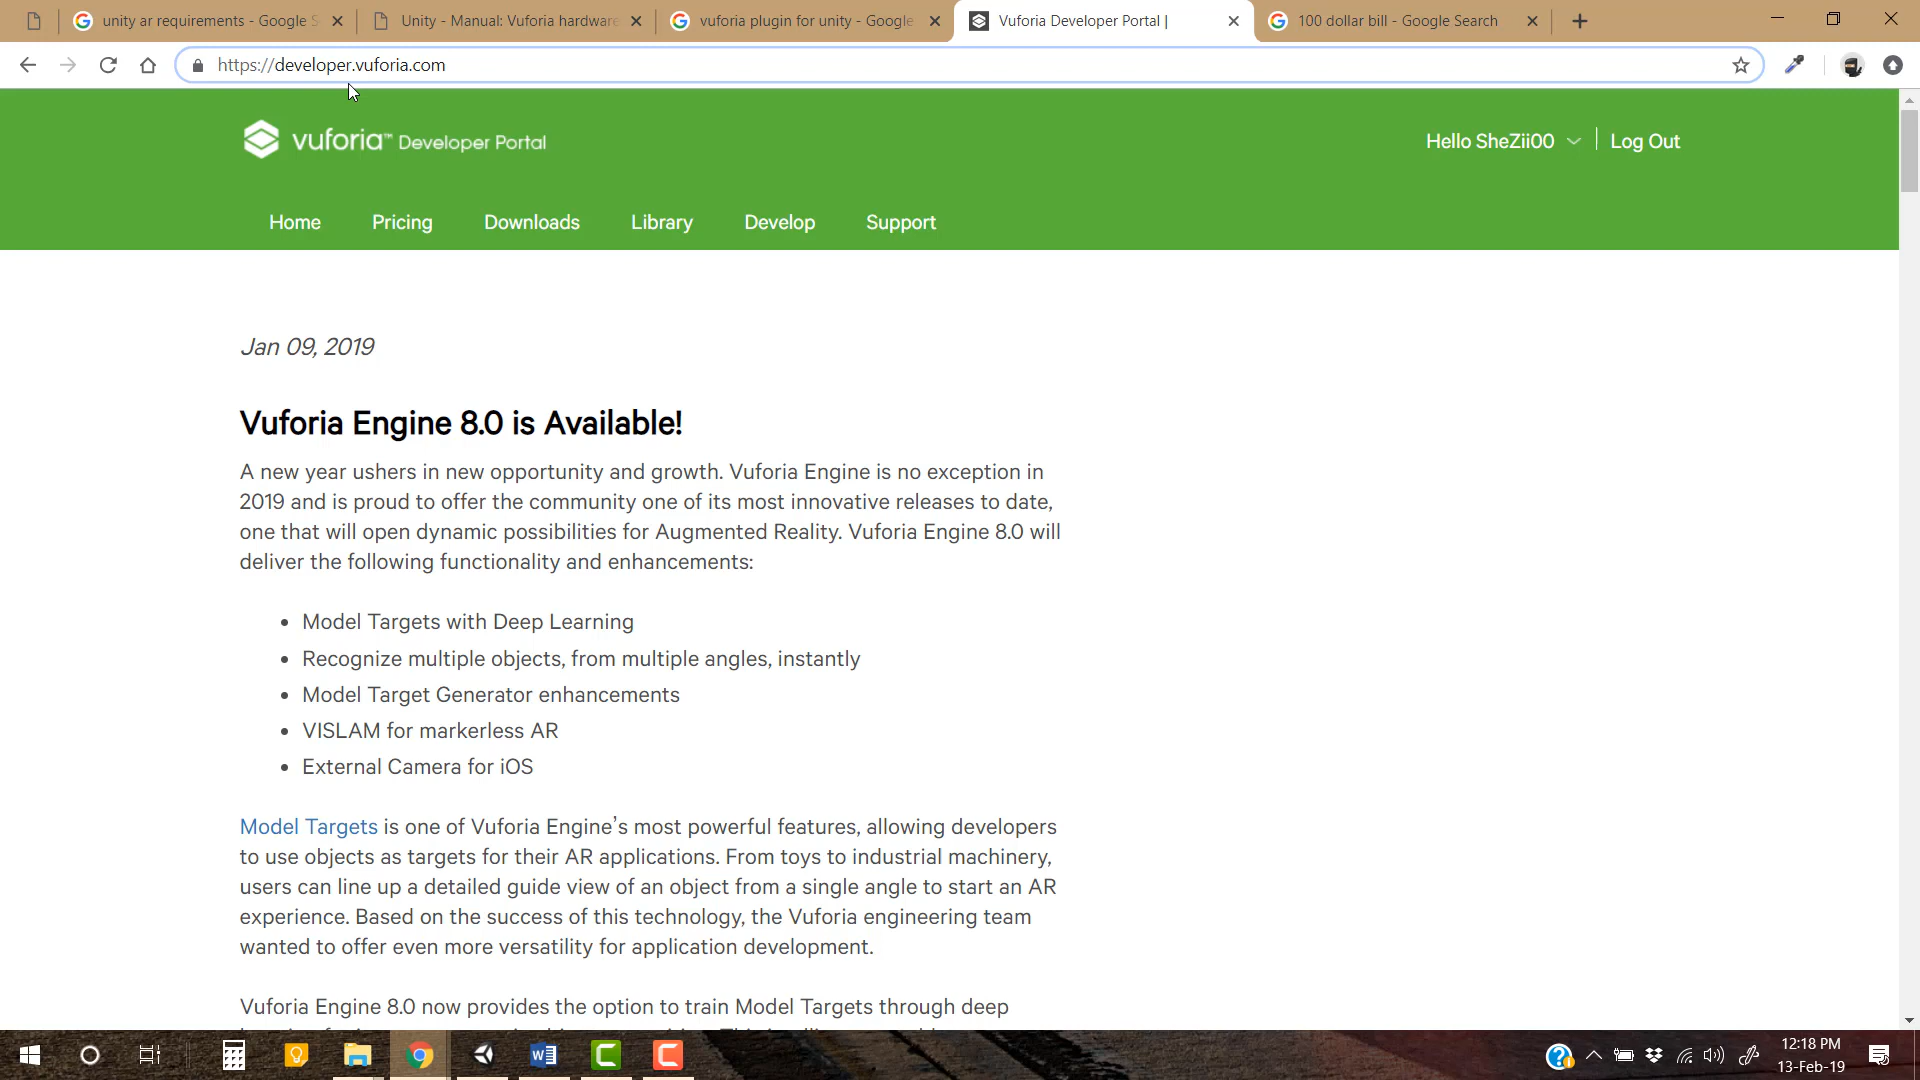 unity ar requirements - Google S
Unity - Manual: Vuforia hardware
vuforia plugin for unity - Google
Vuforia Developer Portal |
100 dollar bill - Google Search
https://developer.vuforia.com
vuforia™ Developer Portal
Hello SheZii00
Log Out
Home
Pricing
Downloads
Library
Develop
Support
Jan 09, 2019
Vuforia Engine 8.0 is Available!
A new year ushers in new opportunity and growth. Vuforia Engine is no exception in
2019 and is proud to offer the community one of its most innovative releases to date,
one that will open dynamic possibilities for Augmented Reality. Vuforia Engine 8.0 will
deliver the following functionality and enhancements:
• Model Targets with Deep Learning
• Recognize multiple objects, from multiple angles, instantly
• Model Target Generator enhancements
• VISLAM for markerless AR
• External Camera for iOS
Model Targets is one of Vuforia Engine's most powerful features, allowing developers
to use objects as targets for their AR applications. From toys to industrial machinery,
users can line up a detailed guide view of an object from a single angle to start an AR
experience. Based on the success of this technology, the Vuforia engineering team
wanted to offer even more versatility for application development.
Vuforia Engine 8.0 now provides the option to train Model Targets through deep
12:18 PM
13-Feb-19